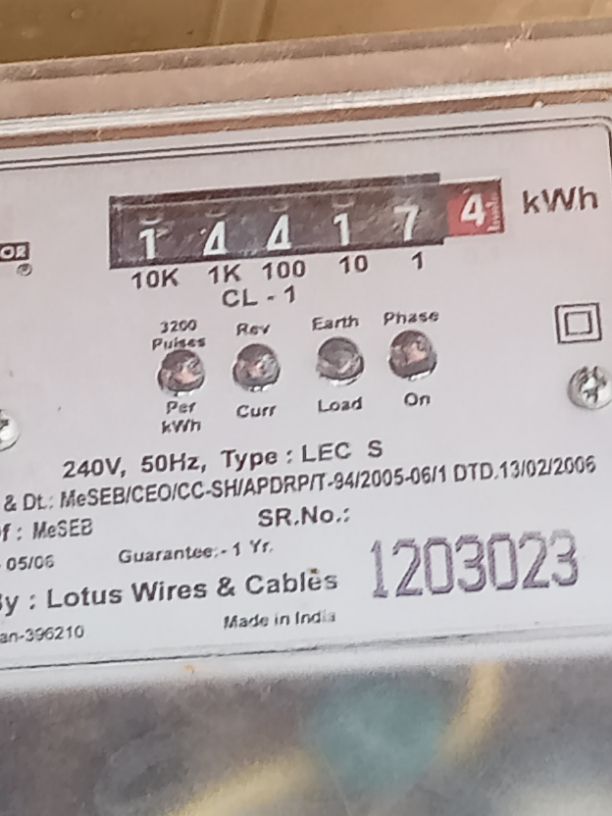 OR
1 4 4 1 7 4 kWh
10K 1K 100 10 1
CL - 1
3200 Pulses Per kWh
Rev Curr
Earth Load
Phase On
240V, 50Hz, Type : LEC S
& Dt.: MeSEB/CEO/CC-SH/APDRP/T-94/2005-06/1 DTD.13/02/2006
f : MeSEB SR.No.:
05/06 Guarantee:- 1 Yr. 1203023
By : Lotus Wires & Cables
an-396210 Made in India